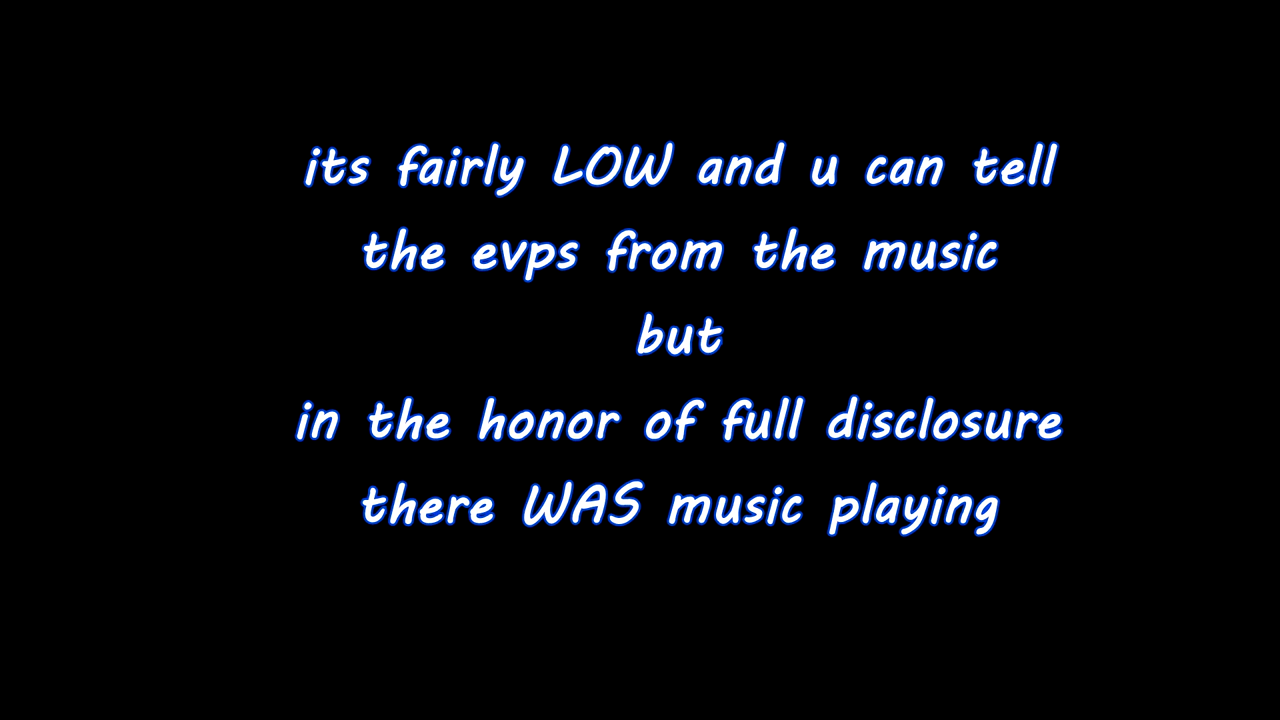 its fairly LOW and u can tell
the evps from the music
but
in the honor of full disclosure
there WAS music playing